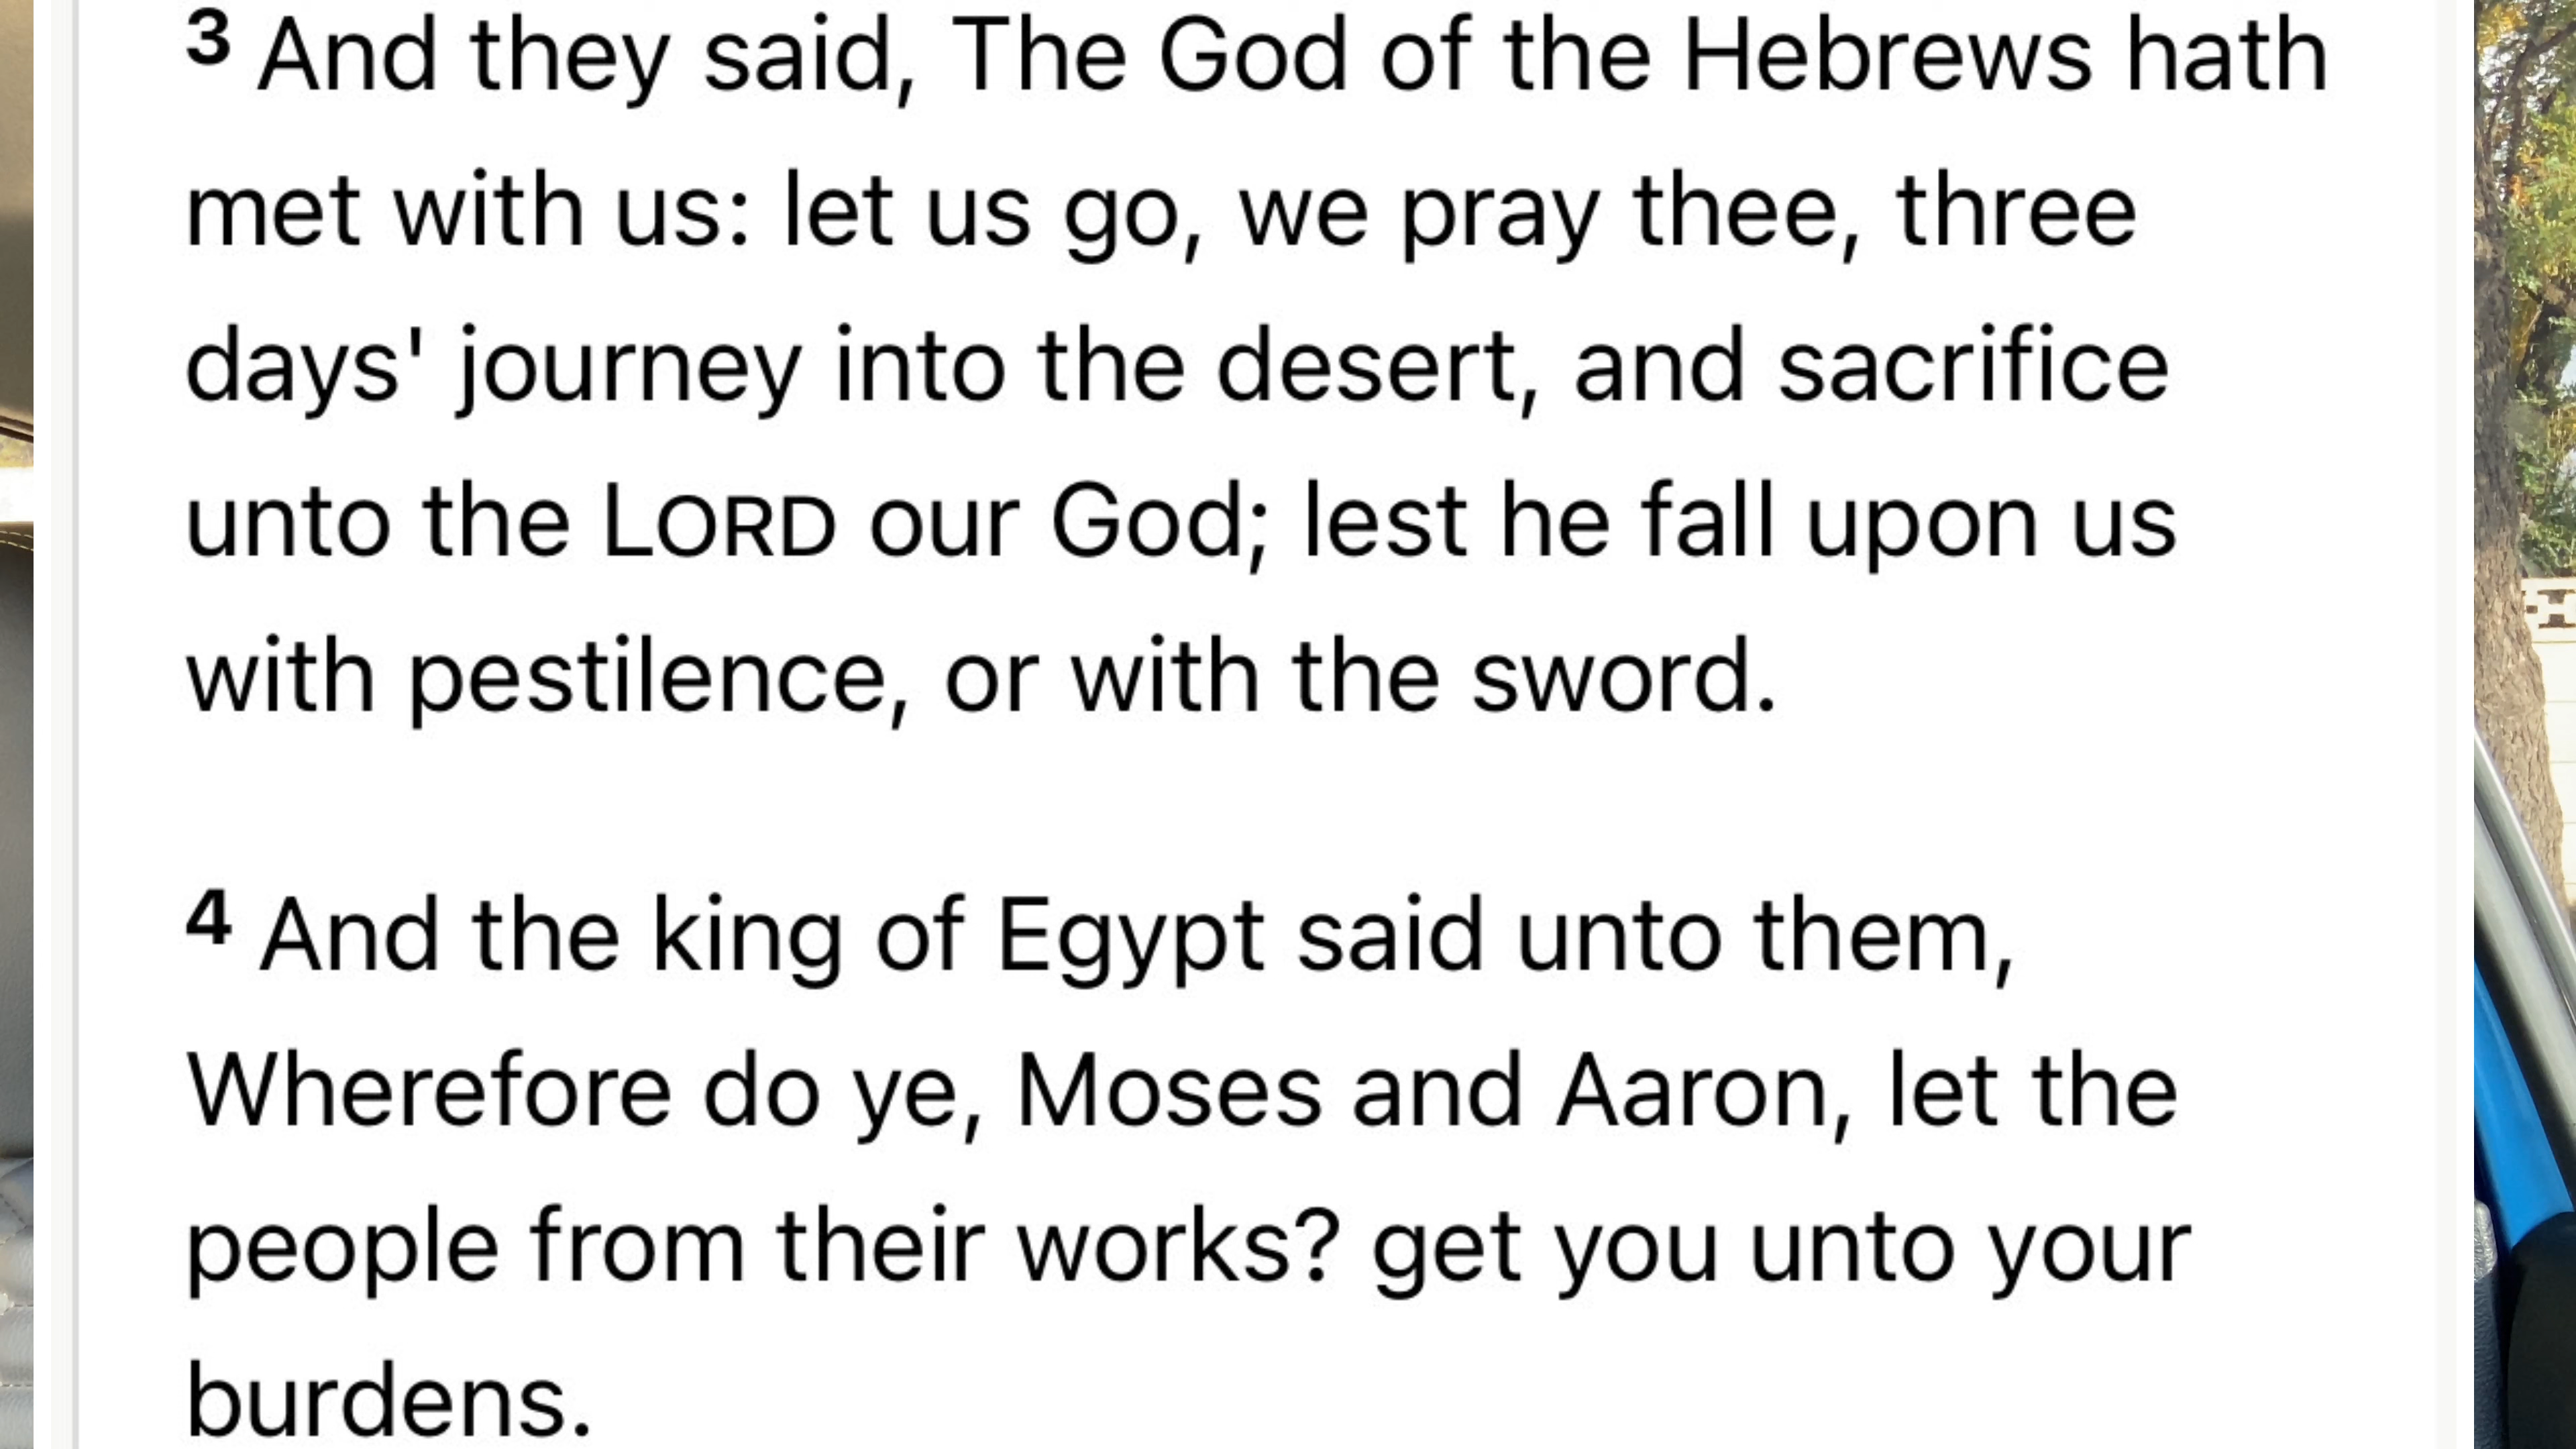 3 And they said, The God of the Hebrews hath
met with us: let us go, we pray thee, three
days' journey into the desert, and sacrifice
unto the LORD our God; lest he fall upon us
with pestilence, or with the sword.
4 And the king of Egypt said unto them,
Wherefore do ye, Moses and Aaron, let the
people from their works? get you unto your
burdens.